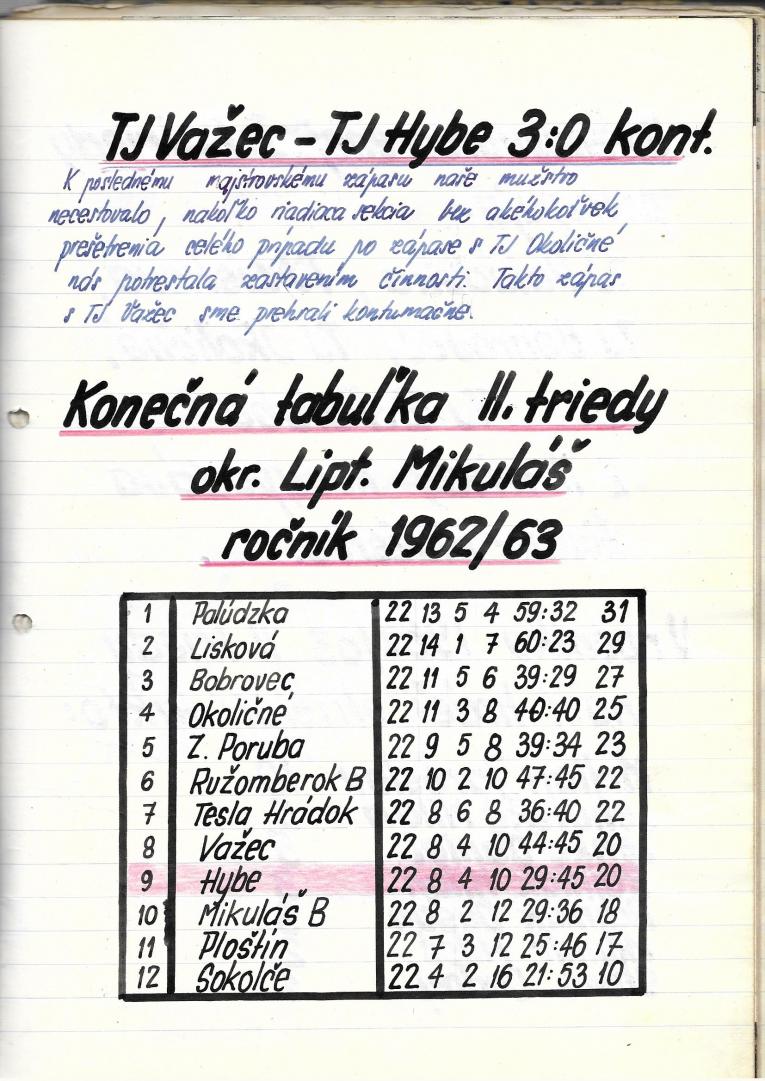 TJ Važec - TJ Hybe 3:0 kont.
K poslednému majstrovskému zápasu naše mužstvo
necestovalo, nakoľko riadiaca sekcia bez akéhokoľvek
prešetrenia celého prípadu po zápase s TJ Okoličné
nás potrestala zastavením činnosti. Takto zápas
s TJ Važec sme prehrali kontumačne.
Konečná tabuľka II. triedy
okr. Lipt. Mikuláš
ročník 1962/63
1 Palúdzka 22 13 5 4 59:32 31
2 Lisková 22 14 1 7 60:23 29
3 Bobrovec 22 11 5 6 39:29 27
4 Okoličné 22 11 3 8 40:40 25
5 Z. Poruba 22 9 5 8 39:34 23
6 Ružomberok B 22 10 2 10 47:45 22
7 Tesla Hrádok 22 8 6 8 36:40 22
8 Važec 22 8 4 10 44:45 20
9 Hybe 22 8 4 10 29:45 20
10 Mikuláš B 22 8 2 12 29:36 18
11 Ploštín 22 7 3 12 25:46 17
12 Sokolče 22 4 2 16 21:53 10